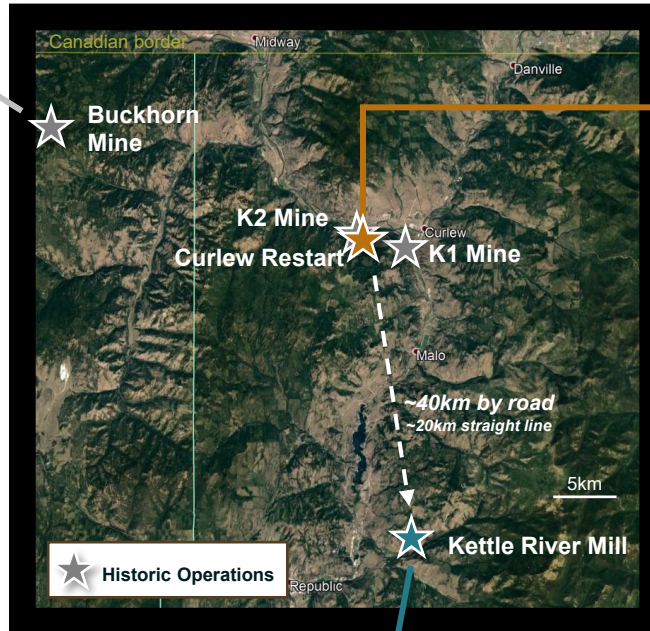 Canadian border
Midway
Danville
Buckhorn
Mine
K2 Mine
Curlew
Curlew Restart
K1 Mine
Malo
~40km by road
~20km straight line
5km
Kettle River Mill
Historic Operations
Republic